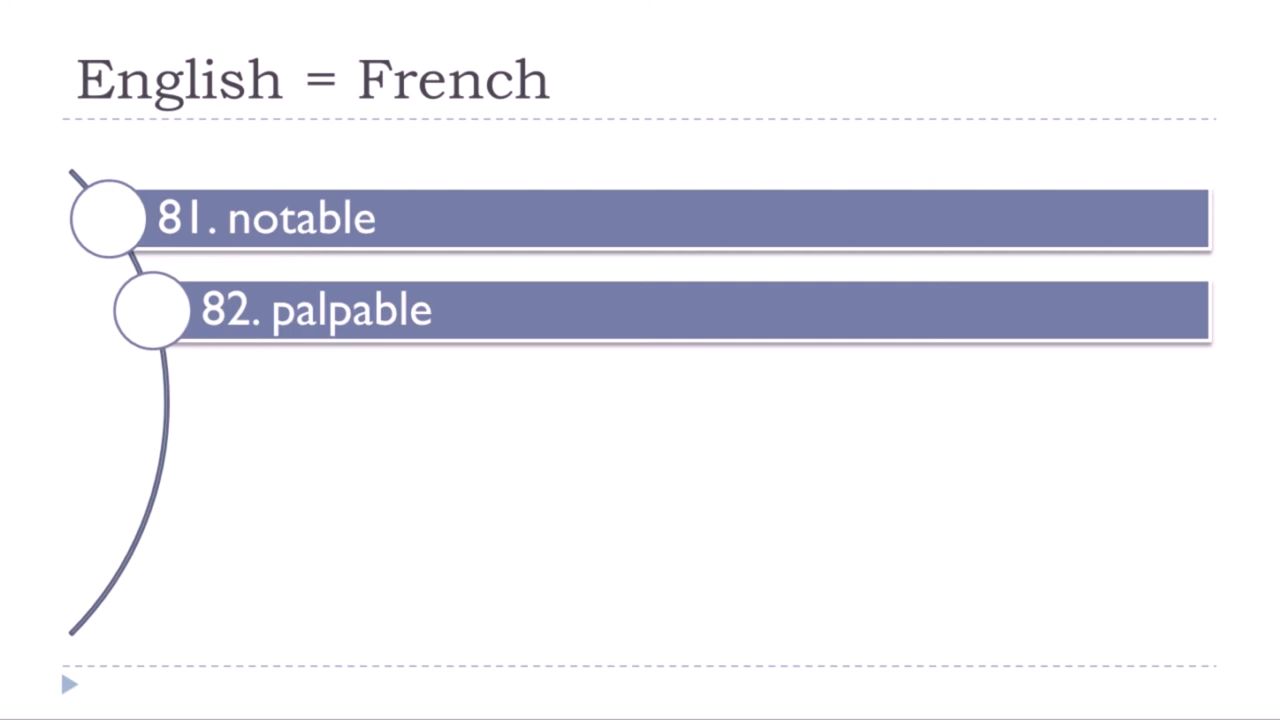 English = French
81. notable
82. palpable